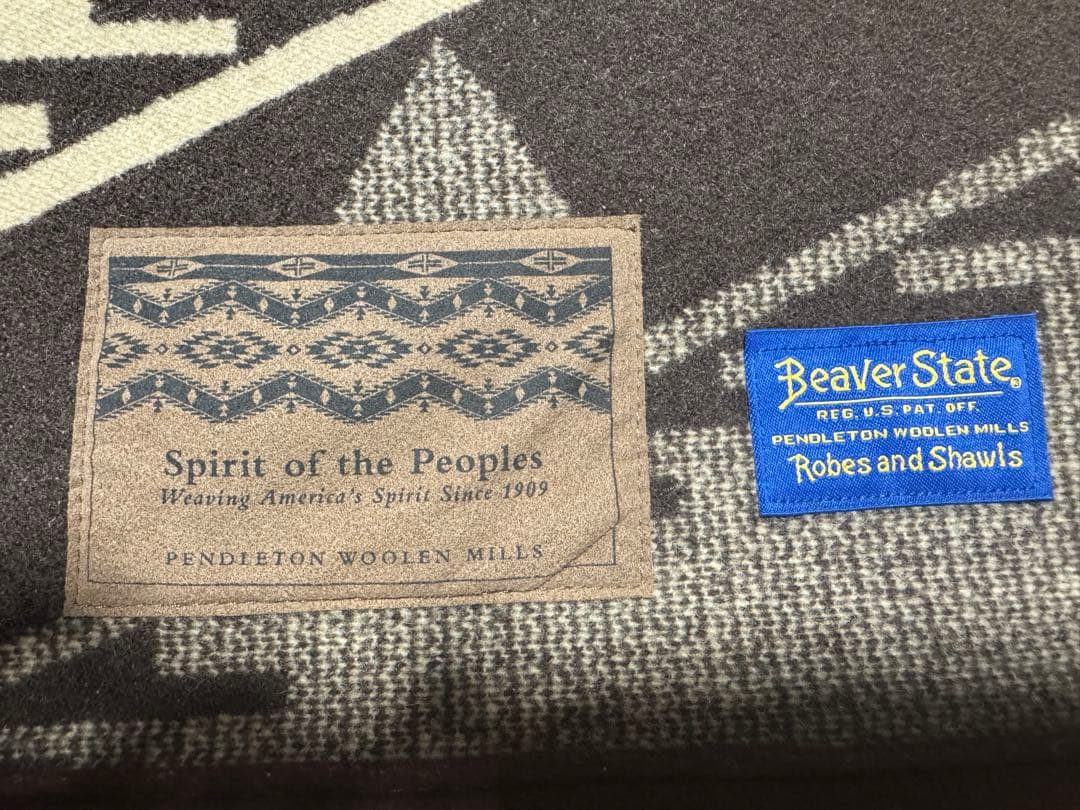 Spirit of the Peoples
Weaving America's Spirit Since 1909
PENDLETON WOOLEN MILLS
Beaver State®
REG. U.S. PAT. OFF.
PENDLETON WOOLEN MILLS
Robes and Shawls